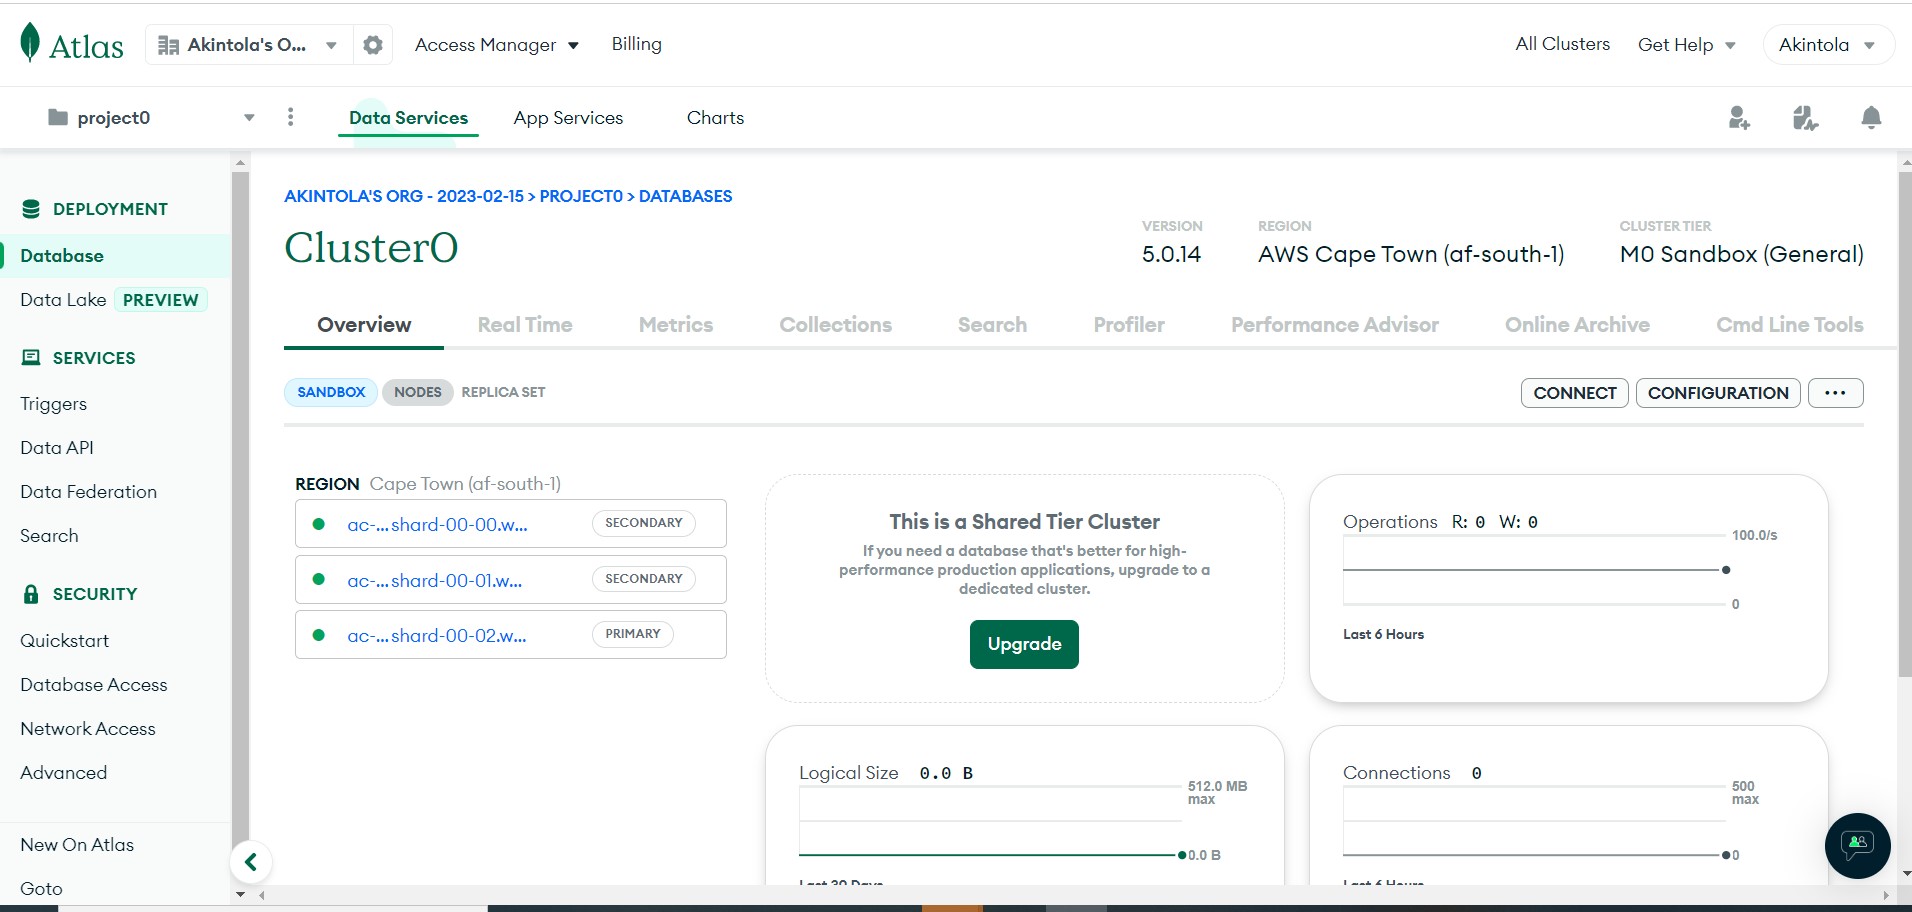 Atlas
Akintola's O...
Access Manager
Billing
All Clusters
Get Help
Akintola
project0
Data Services
App Services
Charts
DEPLOYMENT
Database
Data Lake PREVIEW
SERVICES
Triggers
Data API
Data Federation
Search
SECURITY
Quickstart
Database Access
Network Access
Advanced
New On Atlas
Goto
AKINTOLA'S ORG - 2023-02-15 > PROJECT0 > DATABASES
Cluster0
VERSION
5.0.14
REGION
AWS Cape Town (af-south-1)
CLUSTER TIER
M0 Sandbox (General)
Overview
Real Time
Metrics
Collections
Search
Profiler
Performance Advisor
Online Archive
Cmd Line Tools
SANDBOX
NODES
REPLICA SET
CONNECT
CONFIGURATION
...
REGION Cape Town (af-south-1)
ac-...shard-00-00.w... SECONDARY
ac-...shard-00-01.w... SECONDARY
ac-...shard-00-02.w... PRIMARY
This is a Shared Tier Cluster
If you need a database that's better for high-
performance production applications, upgrade to a
dedicated cluster.
Upgrade
Operations R: 0 W: 0
100.0/s
0
Last 6 Hours
Logical Size 0.0 B
512.0 MB
max
0.0 B
Last 30 Days
Connections 0
500
max
0
Last 6 Hours